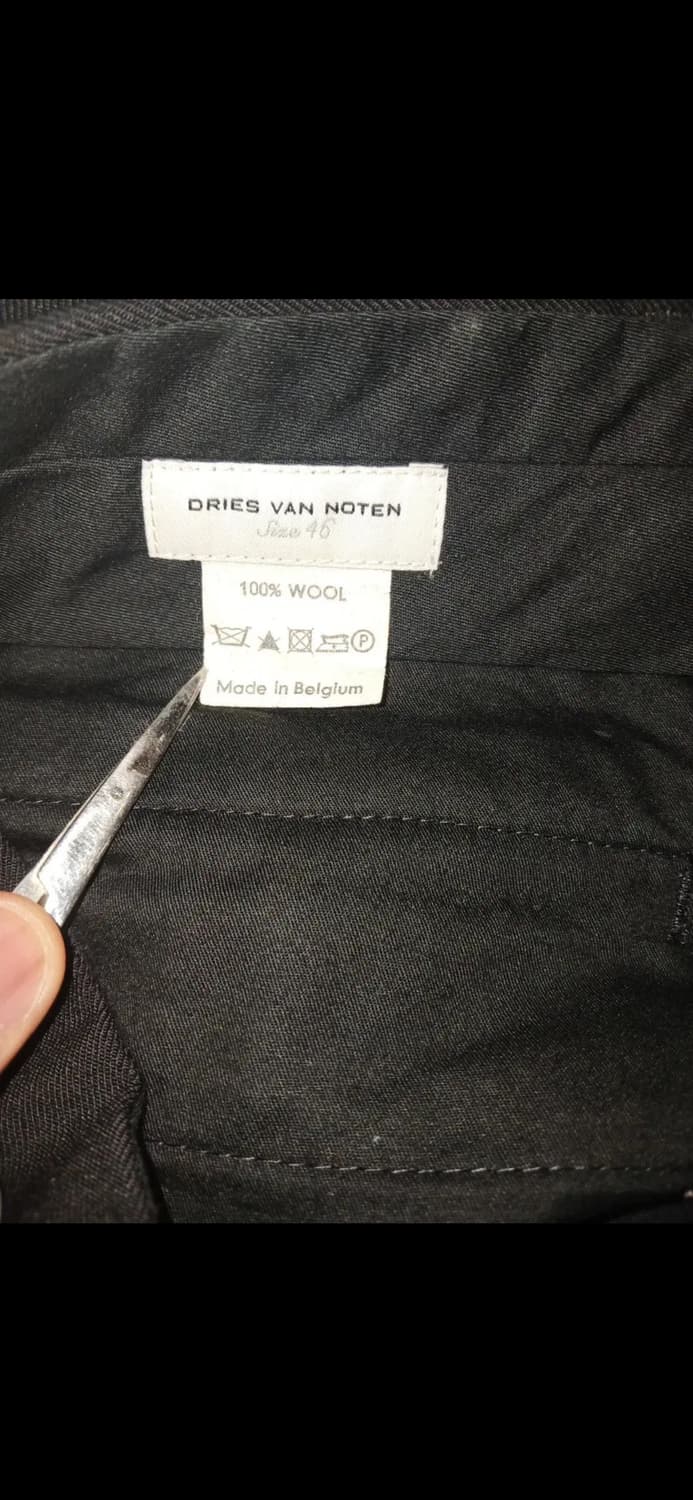 DRIES VAN NOTEN
Size 46
100% WOOL
P
Made in Belgium